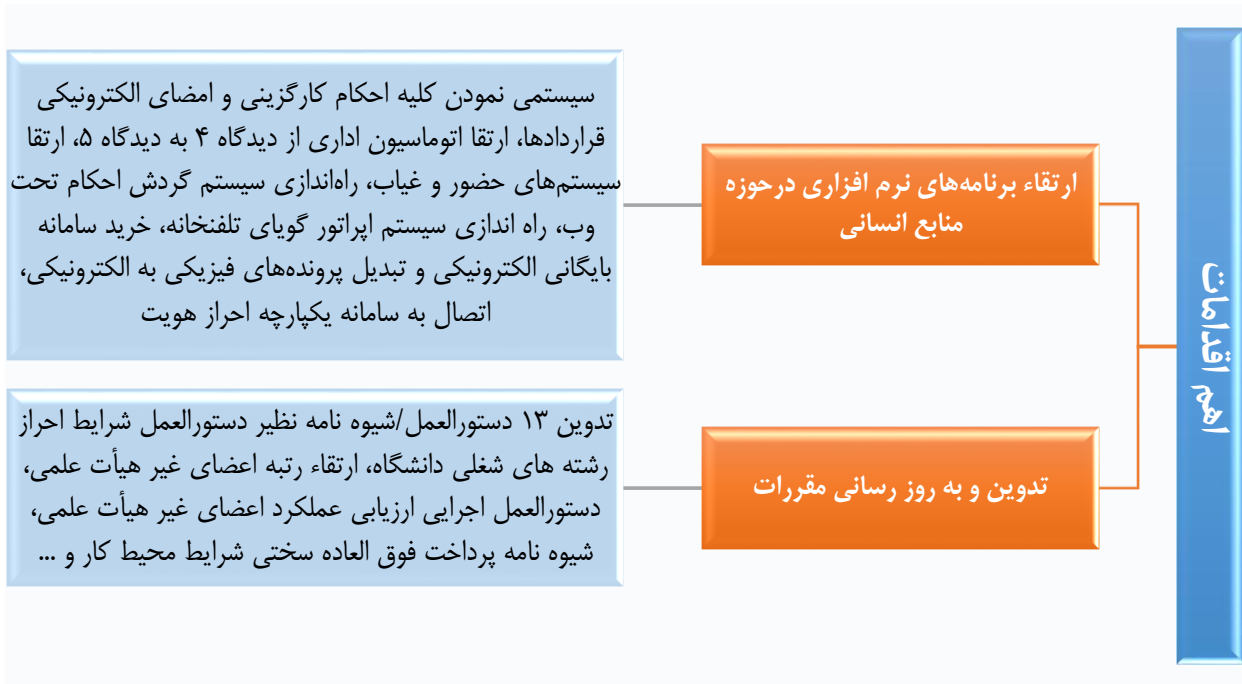 اهم اقدامات
ارتقاء برنامه‌های نرم افزاری درحوزه
منابع انسانی
سیستمی نمودن کلیه احکام کارگزینی و امضای الکترونیکی
قراردادها، ارتقا اتوماسیون اداری از دیدگاه ۴ به دیدگاه ۵، ارتقا
سیستم‌های حضور و غیاب، راه‌اندازی سیستم گردش احکام تحت
وب، راه اندازی سیستم اپراتور گویای تلفنخانه، خرید سامانه
بایگانی الکترونیکی و تبدیل پرونده‌های فیزیکی به الکترونیکی،
اتصال به سامانه یکپارچه احراز هویت
تدوین و به روز رسانی مقررات
تدوین ۱۳ دستورالعمل/شیوه نامه نظیر دستورالعمل شرایط احراز
رشته های شغلی دانشگاه، ارتقاء رتبه اعضای غیر هیأت علمی،
دستورالعمل اجرایی ارزیابی عملکرد اعضای غیر هیأت علمی،
شیوه نامه پرداخت فوق العاده سختی شرایط محیط کار و ...